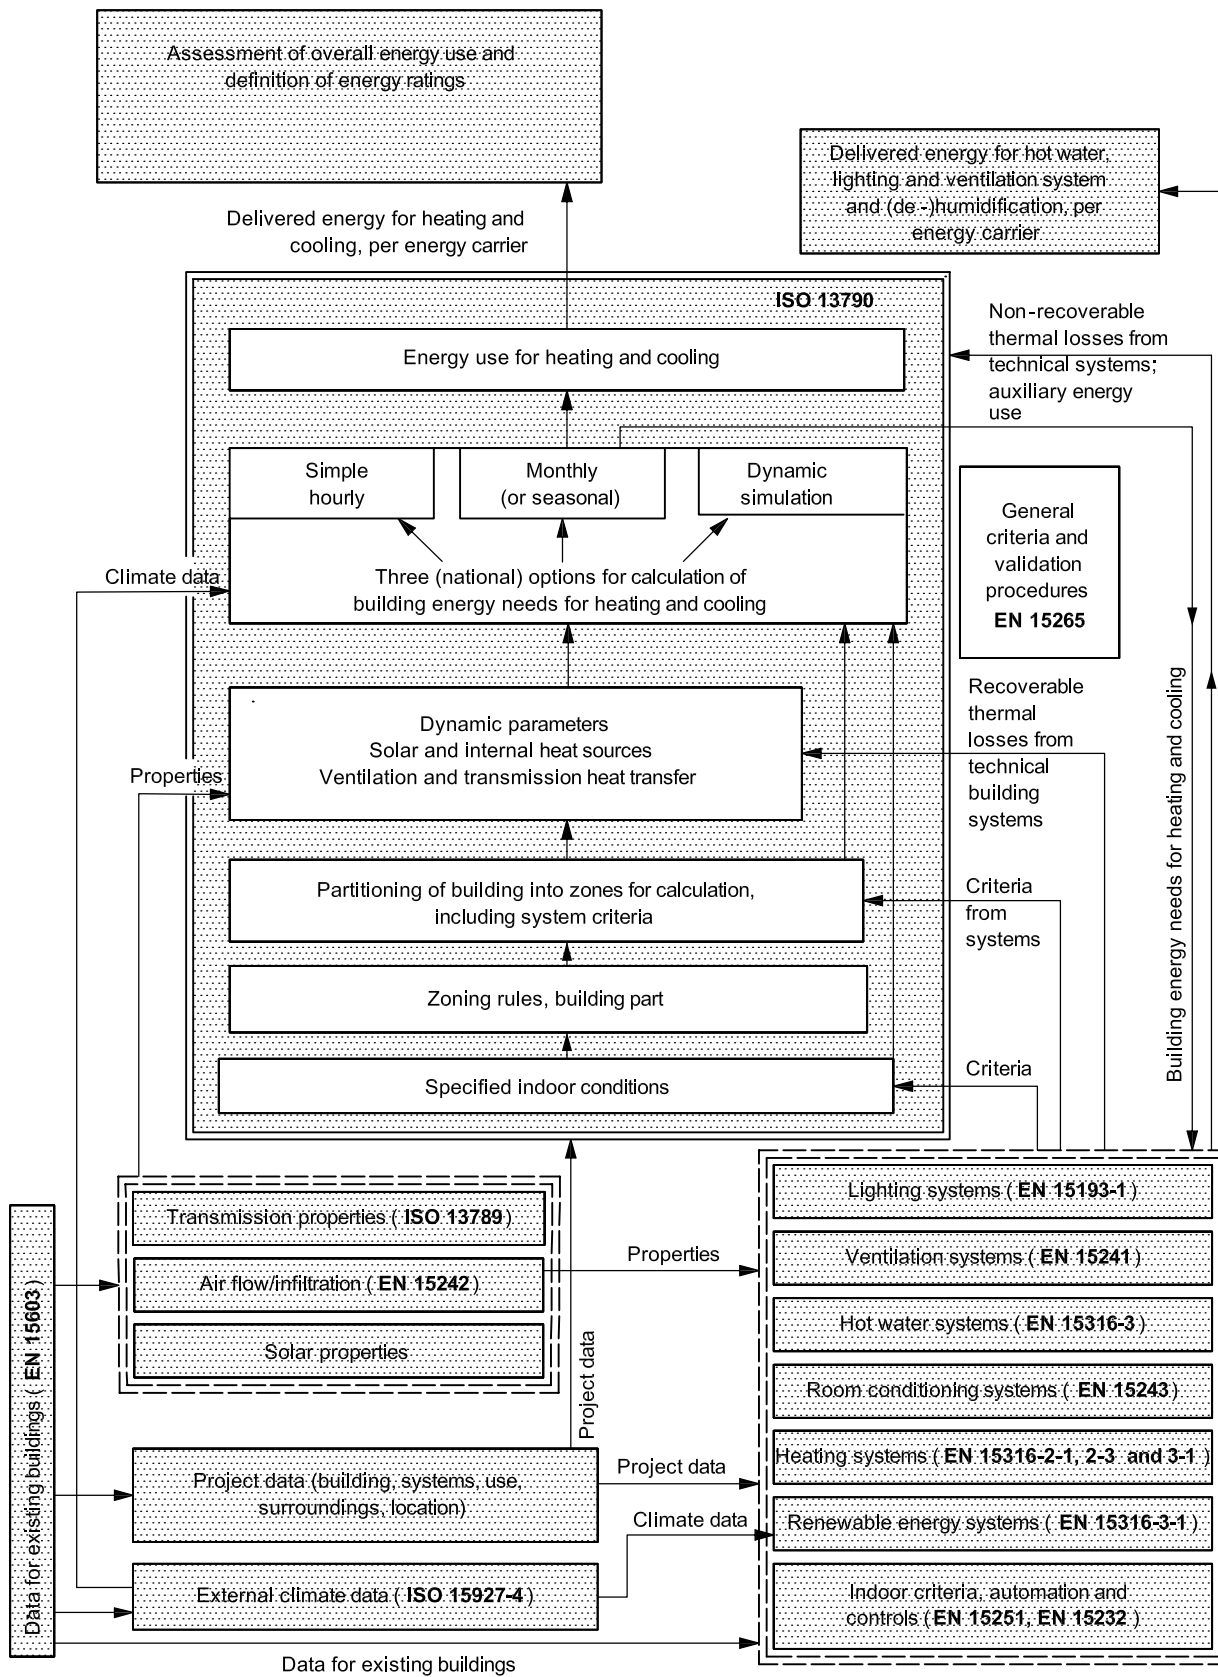 Assessment of overall energy use and
definition of energy ratings
Delivered energy for hot water,
lighting and ventilation system
and (de -)humidification, per
energy carrier
Delivered energy for heating and
cooling, per energy carrier
ISO 13790
Non-recoverable
thermal losses from
technical systems;
auxiliary energy
use
Energy use for heating and cooling
Simple
hourly
Monthly
(or seasonal)
Dynamic
simulation
General
criteria and
validation
procedures
EN 15265
Climate data
Three (national) options for calculation of
building energy needs for heating and cooling
Recoverable
thermal
losses from
technical
building
systems
Building energy needs for heating and cooling
Properties
Dynamic parameters
Solar and internal heat sources
Ventilation and transmission heat transfer
Partitioning of building into zones for calculation,
including system criteria
Criteria
from
systems
Zoning rules, building part
Specified indoor conditions
Criteria
Data for existing buildings ( EN 15603)
Transmission properties ( ISO 13789)
Air flow/infiltration ( EN 15242)
Solar properties
Properties
Project data
Project data (building, systems, use,
surroundings, location)
Project data
Climate data
External climate data ( ISO 15927-4)
Data for existing buildings
Lighting systems ( EN 15193-1)
Ventilation systems ( EN 15241)
Hot water systems ( EN 15316-3)
Room conditioning systems ( EN 15243)
Heating systems ( EN 15316-2-1, 2-3 and 3-1 )
Renewable energy systems ( EN 15316-3-1)
Indoor criteria, automation and
controls (EN 15251, EN 15232)